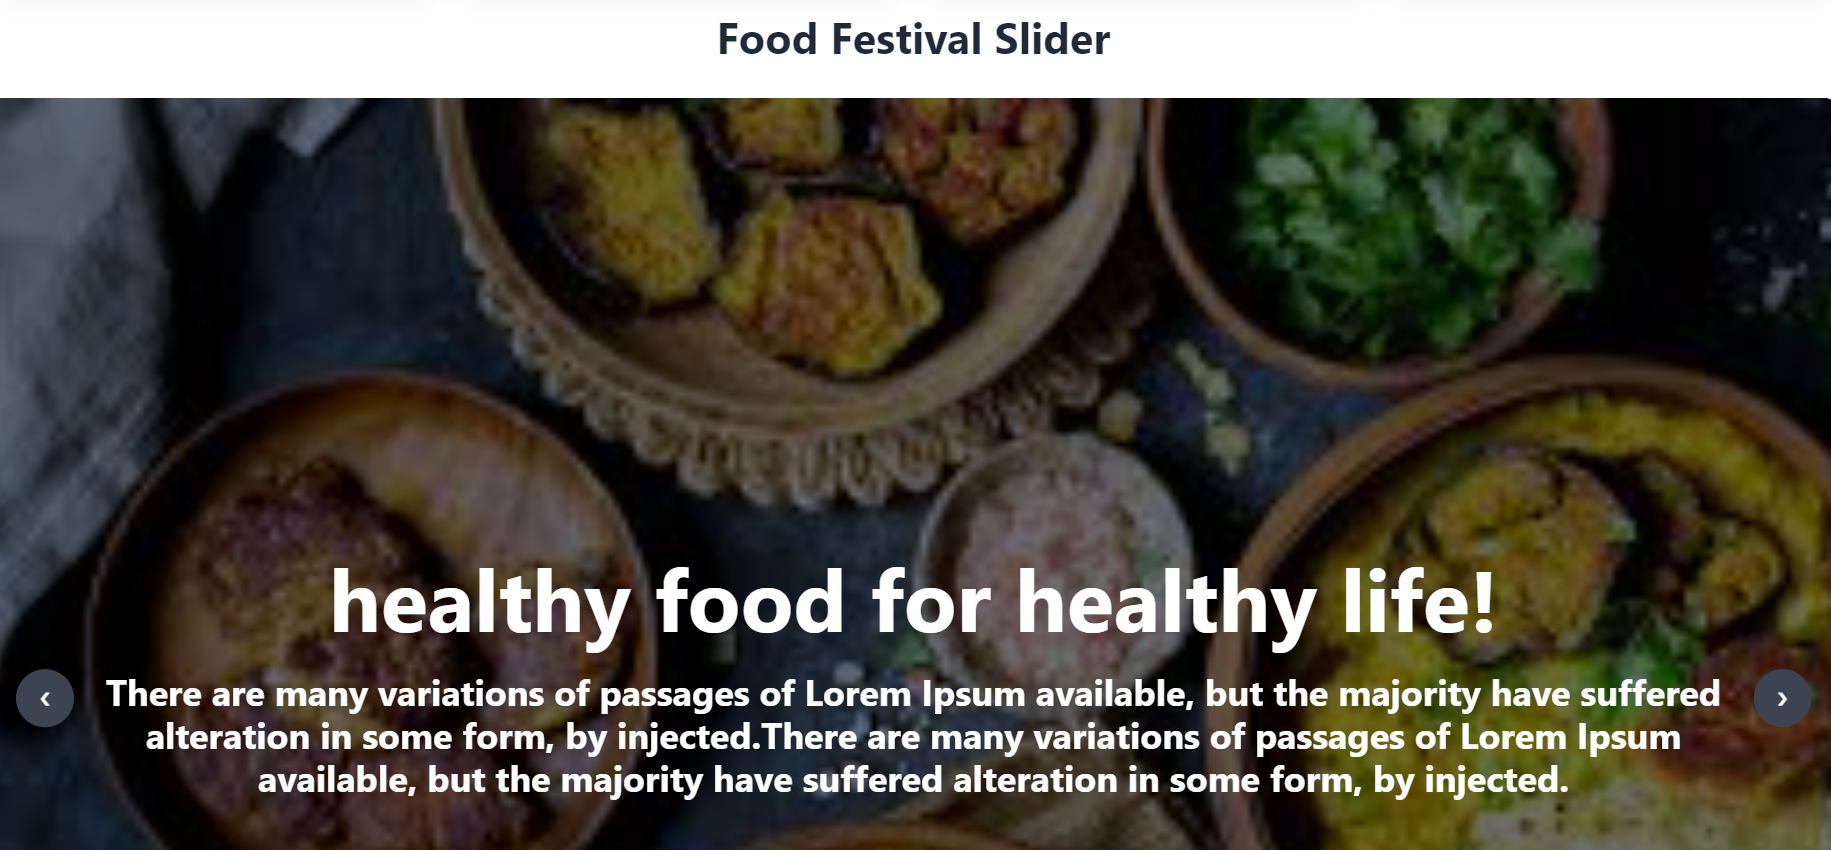 Food Festival Slider
healthy food for healthy life!
‹
There are many variations of passages of Lorem Ipsum available, but the majority have suffered
›
alteration in some form, by injected.There are many variations of passages of Lorem Ipsum
available, but the majority have suffered alteration in some form, by injected.